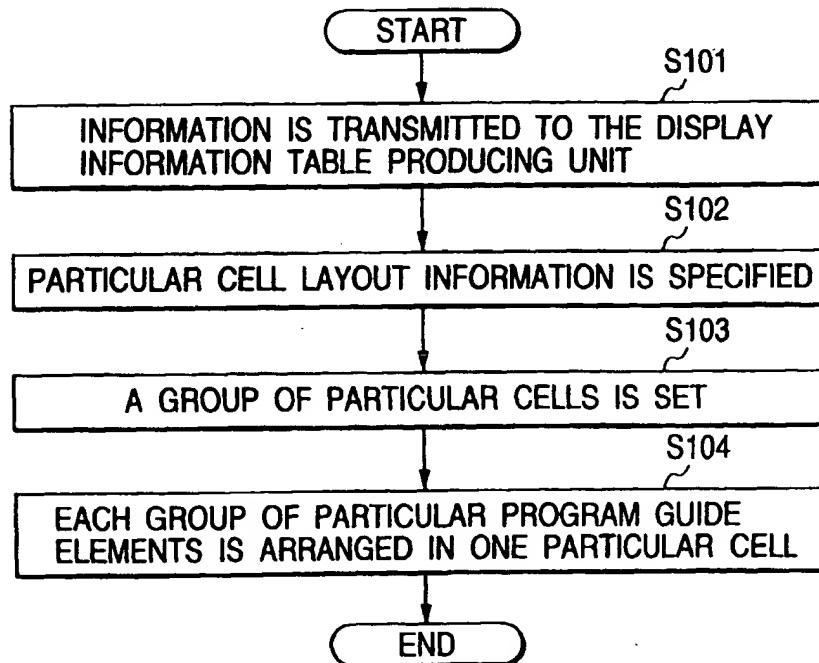 START
S101
INFORMATION IS TRANSMITTED TO THE DISPLAY
INFORMATION TABLE PRODUCING UNIT
S102
PARTICULAR CELL LAYOUT INFORMATION IS SPECIFIED
S103
A GROUP OF PARTICULAR CELLS IS SET
S104
EACH GROUP OF PARTICULAR PROGRAM GUIDE
ELEMENTS IS ARRANGED IN ONE PARTICULAR CELL
END